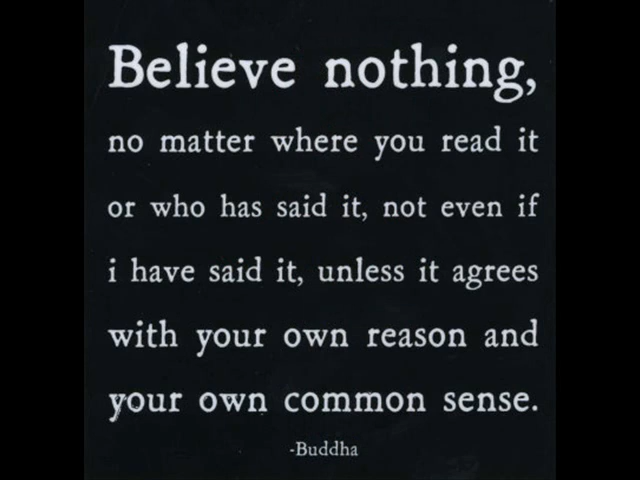 Believe nothing,
no matter where you read it
or who has said it, not even if
i have said it, unless it agrees
with your own reason and
your own common sense.
-Buddha